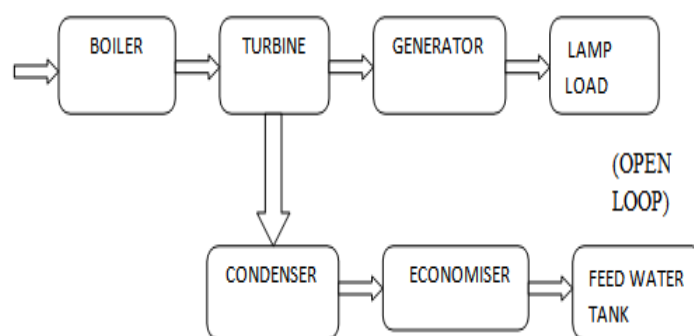 BOILER
TURBINE
GENERATOR
LAMP
LOAD
(OPEN
LOOP)
CONDENSER
ECONOMISER
FEED WATER
TANK